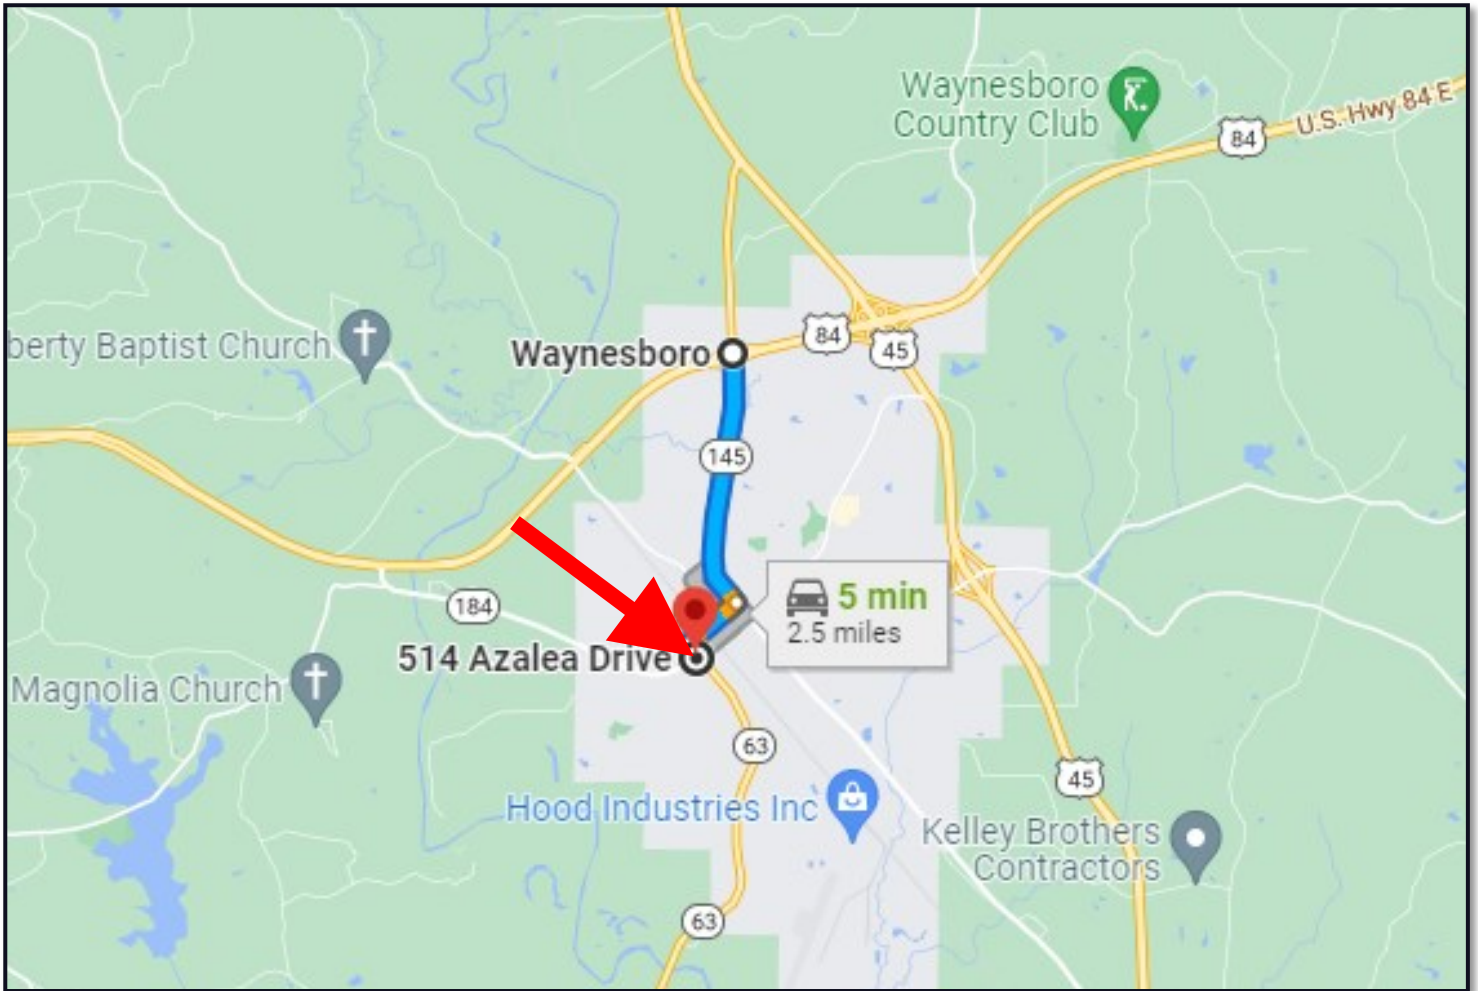 Waynesboro
Country Club
84
U.S. Hwy 84 E
berty Baptist Church
Waynesboro
84
45
145
5 min
2.5 miles
184
514 Azalea Drive
Magnolia Church
63
45
Hood Industries Inc
Kelley Brothers
Contractors
63